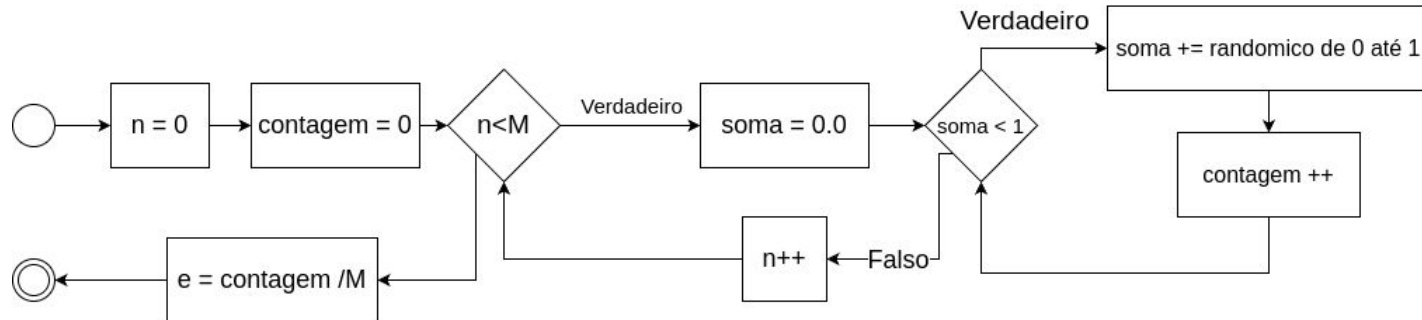 n = 0
contagem = 0
n<M
Verdadeiro
soma = 0.0
soma < 1
Verdadeiro
soma += randomico de 0 até 1
contagem ++
Falso
n++
e = contagem /M